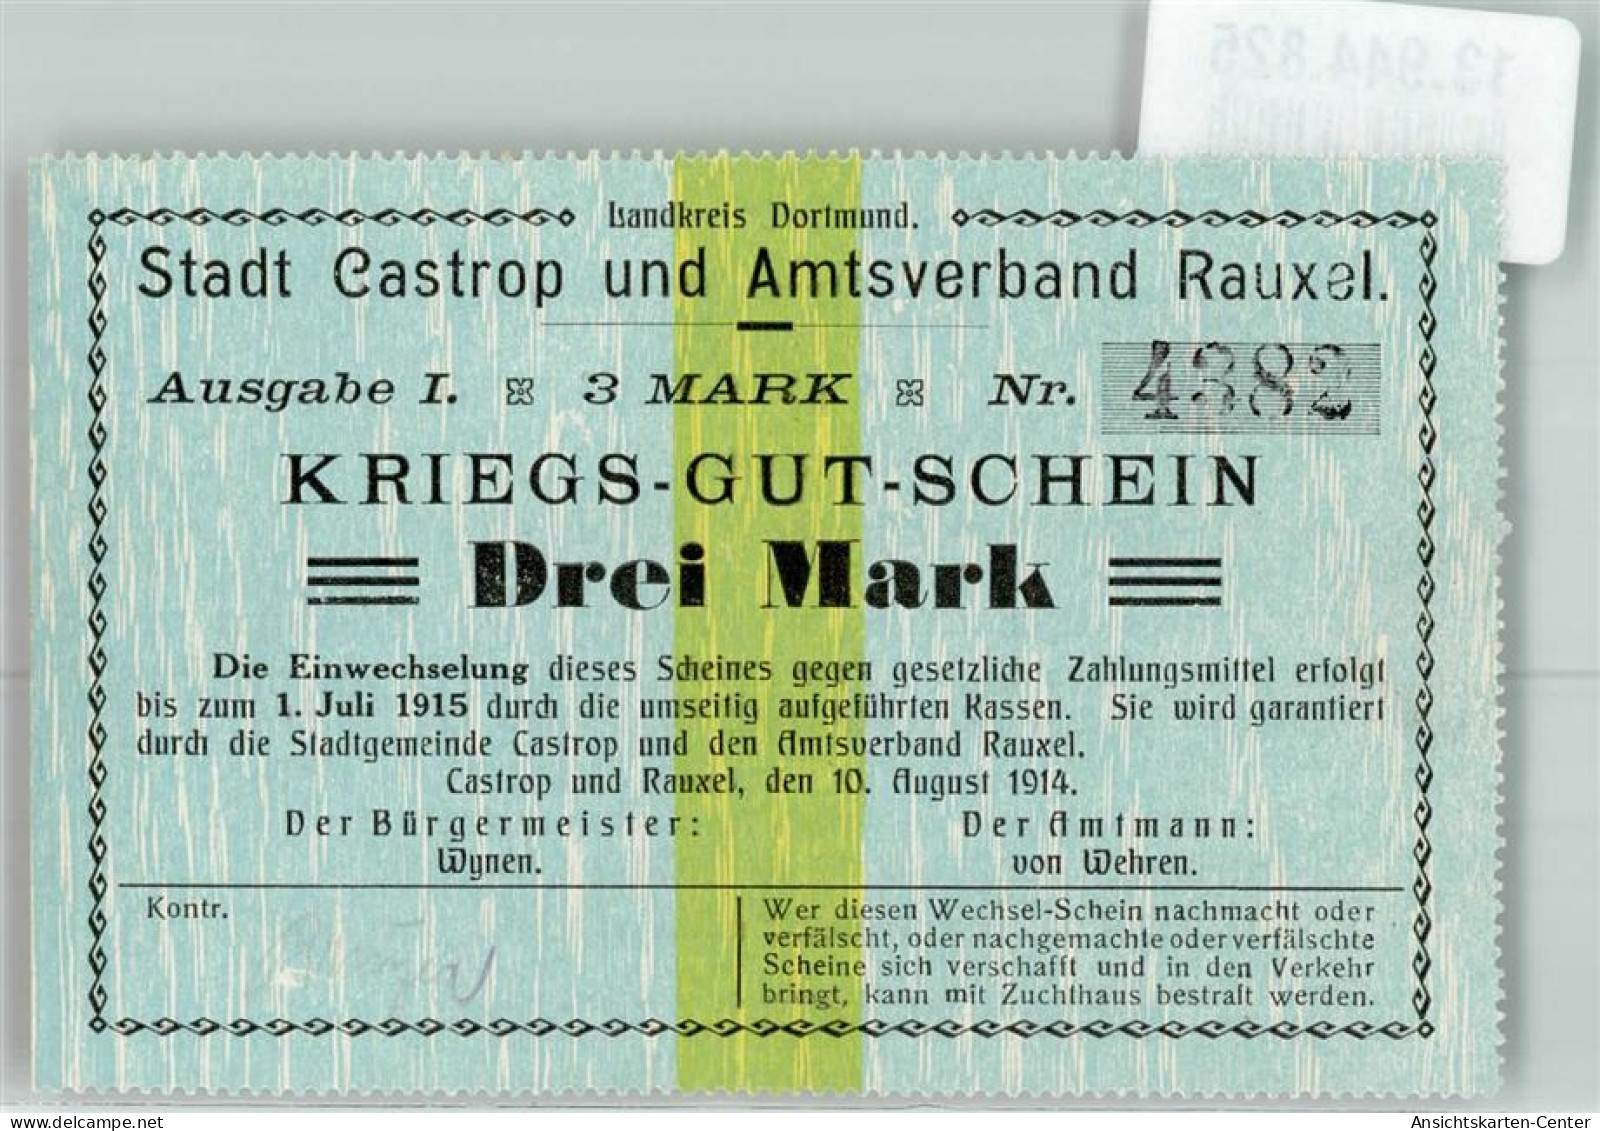 13.944.825
Landkreis Dortmund.
Stadt Castrop und Amtsverband Rauxel.
Ausgabe I. 3 MARK Nr. 4382
KRIEGS-GUT-SCHEIN
Drei Mark
Die Einwechselung dieses Scheines gegen gesetzliche Zahlungsmittel erfolgt
bis zum 1. Juli 1915 durch die umseitig aufgeführten Kassen. Sie wird garantiert
durch die Stadtgemeinde Castrop und den Amtsverband Rauxel.
Castrop und Rauxel, den 10. August 1914.
Der Bürgermeister: Der Amtmann:
Wynen. von Wehren.
Kontr.
Wer diesen Wechsel-Schein nachmacht oder
verfälscht, oder nachgemachte oder verfälschte
Scheine sich verschafft und in den Verkehr
bringt, kann mit Zuchthaus bestraft werden.
www.delcampe.net
Ansichtskarten-Center